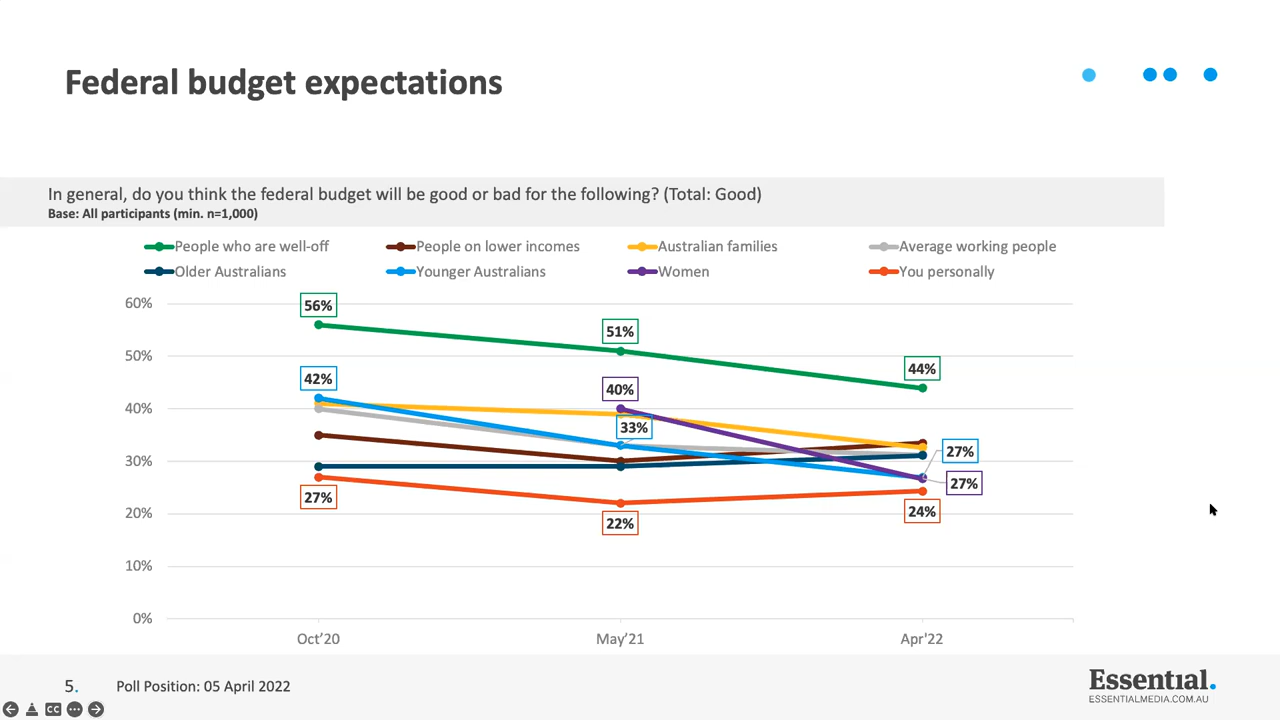 Federal budget expectations
In general, do you think the federal budget will be good or bad for the following? (Total: Good)
Base: All participants (min. n=1,000)
People who are well-off People on lower incomes Australian families Average working people
Older Australians Younger Australians Women You personally
60%
50%
40%
30%
20%
10%
0%
56%
51%
44%
42%
40%
33%
27%
27%
27%
22%
24%
Oct'20 May'21 Apr'22
5. Poll Position: 05 April 2022
Essential.
ESSENTIALMEDIA.COM.AU
CC